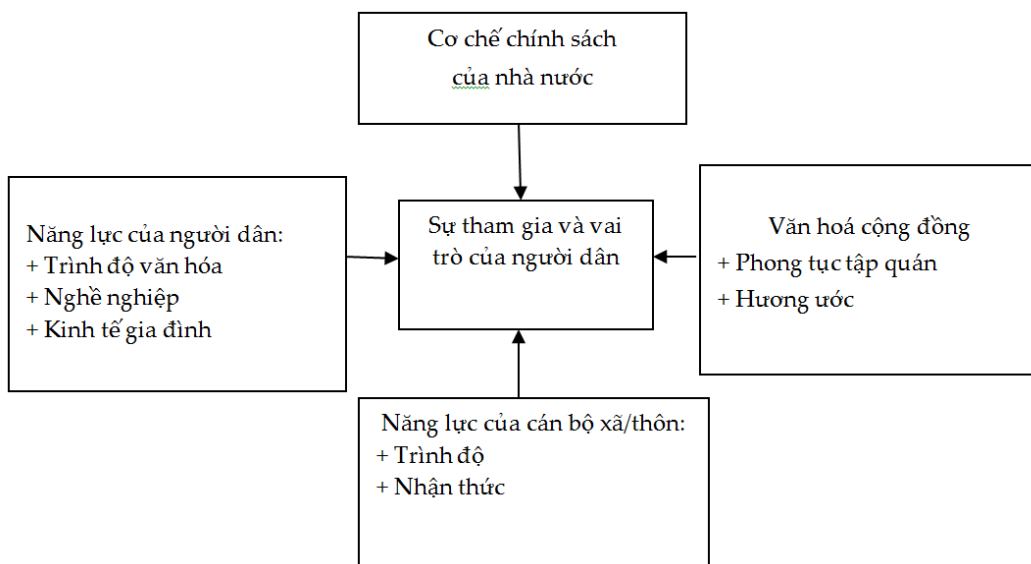 Cơ chế chính sách
của nhà nước
Năng lực của người dân:
+ Trình độ văn hóa
+ Nghề nghiệp
+ Kinh tế gia đình
Sự tham gia và vai
trò của người dân
Văn hoá cộng đồng
+ Phong tục tập quán
+ Hương ước
Năng lực của cán bộ xã/thôn:
+ Trình độ
+ Nhận thức